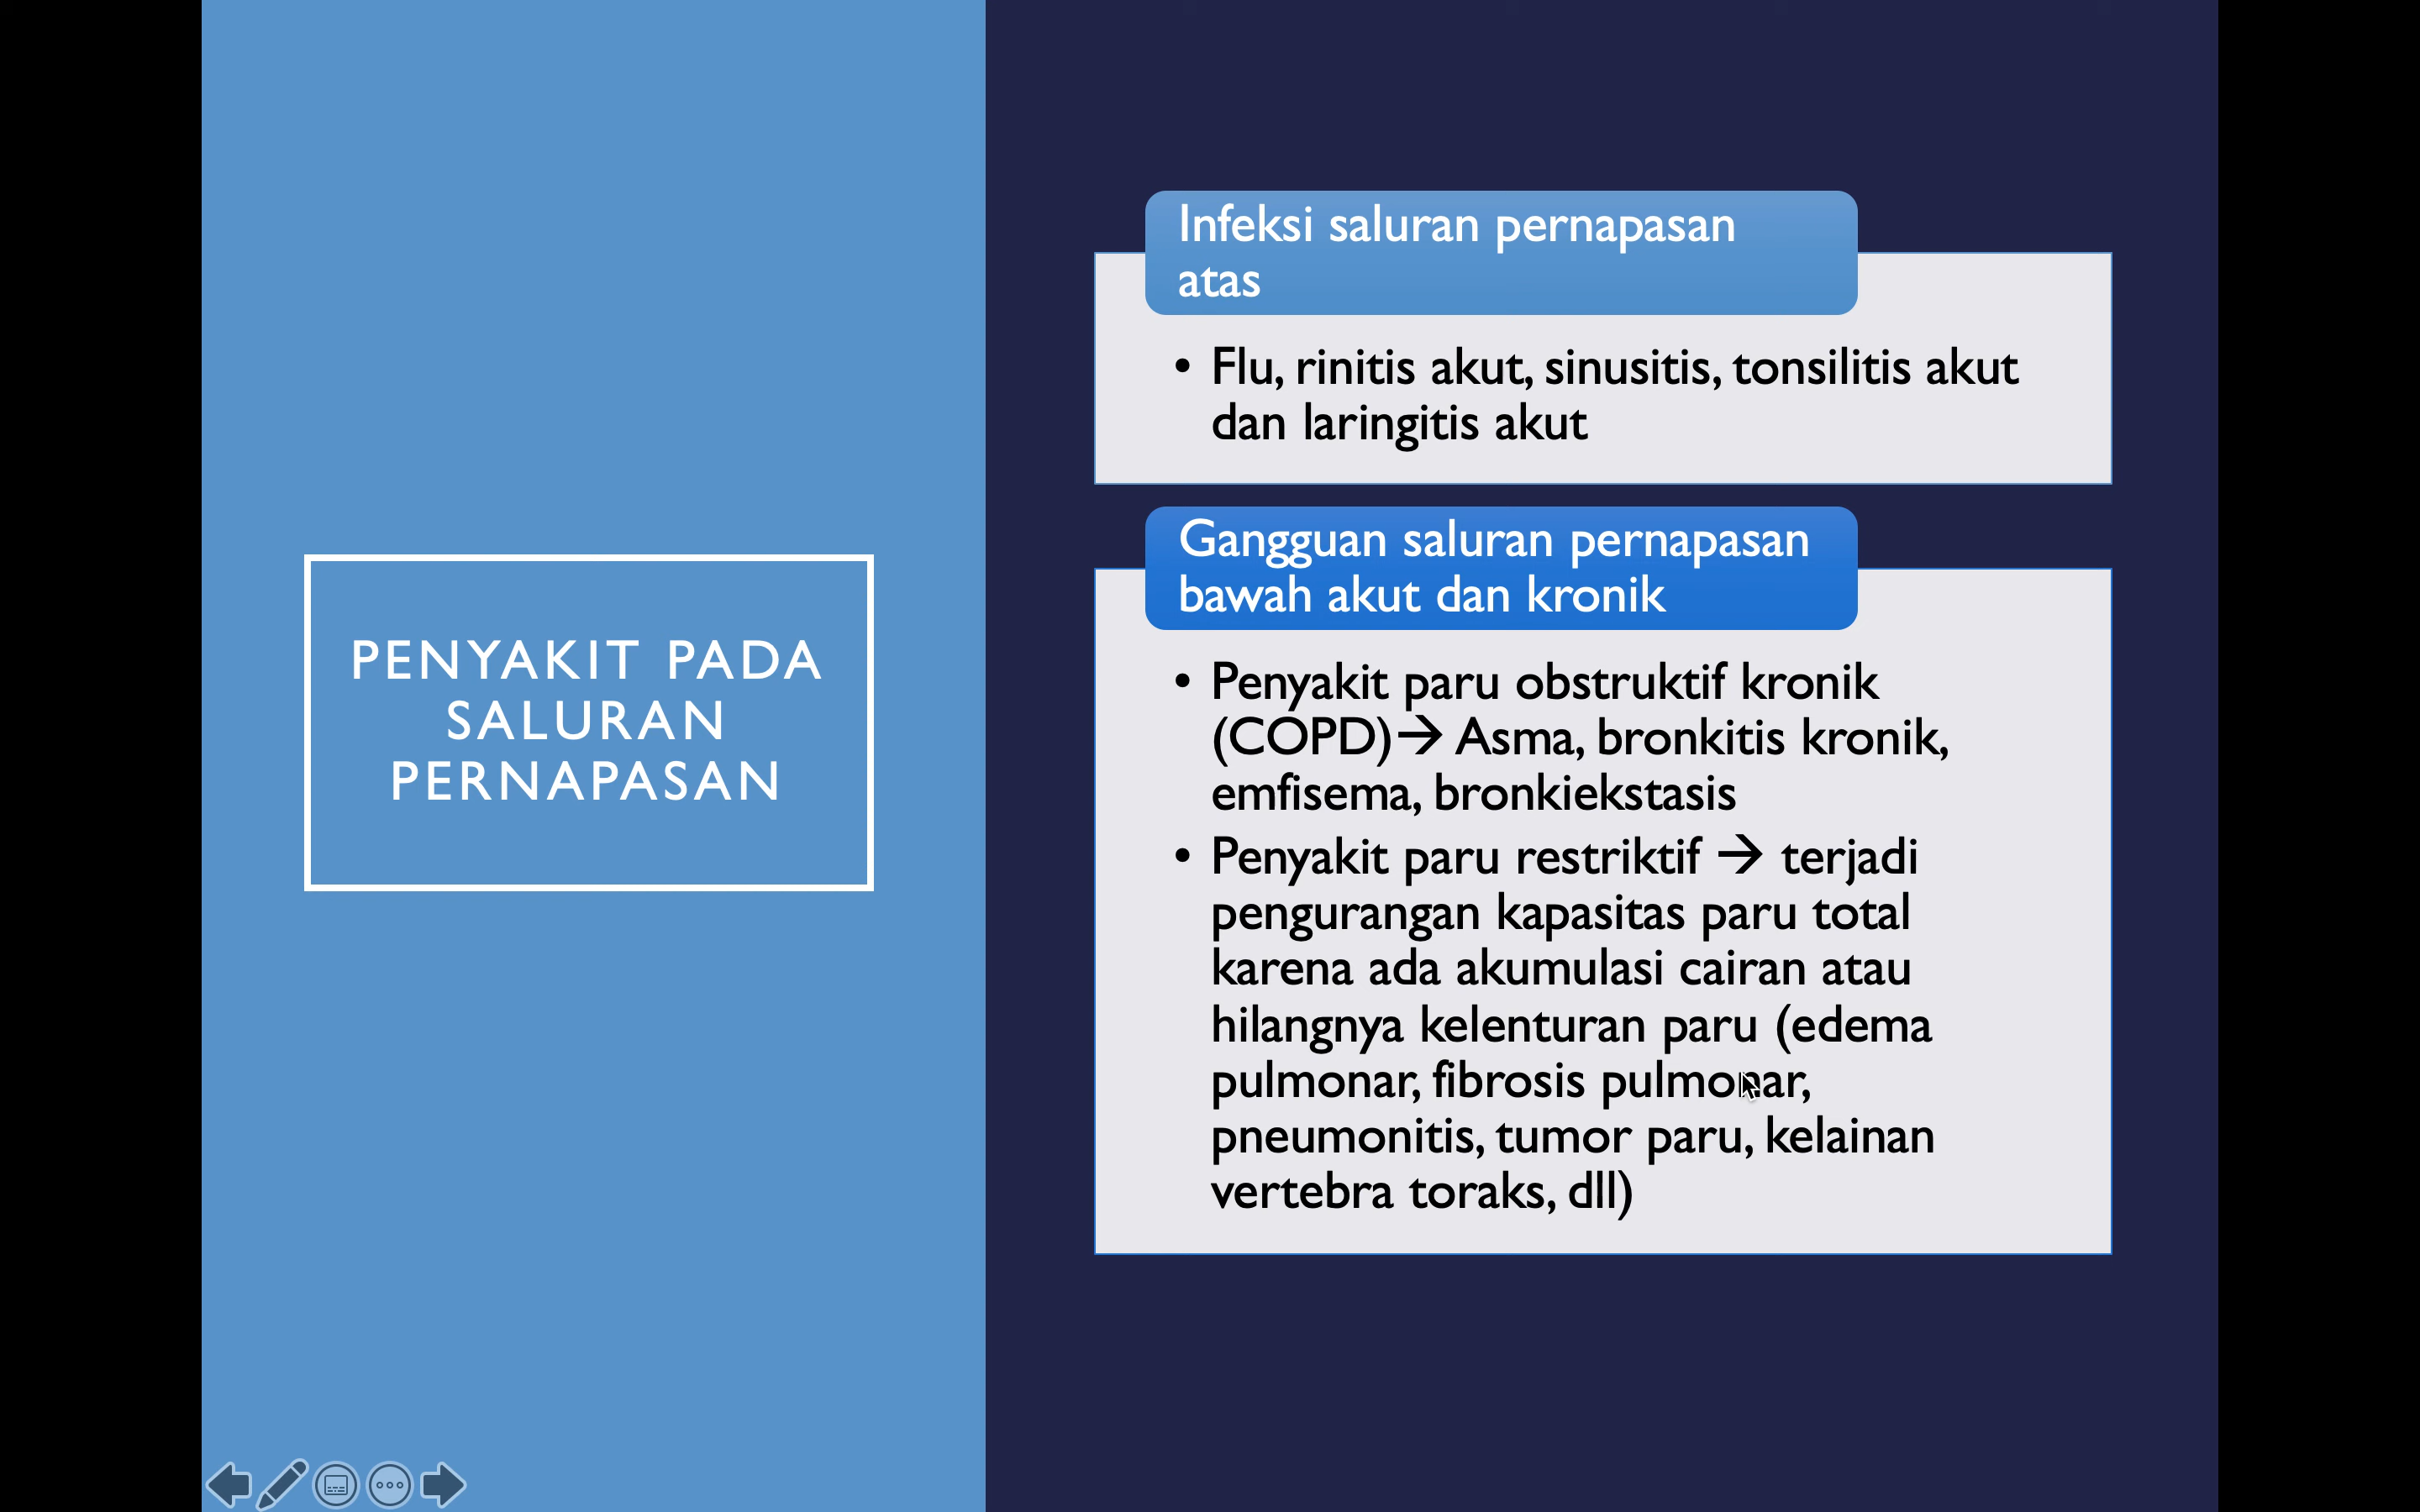 PENYAKIT PADA
SALURAN
PERNAPASAN
Infeksi saluran pernapasan
atas
• Flu, rinitis akut, sinusitis, tonsilitis akut
dan laringitis akut
Gangguan saluran pernapasan
bawah akut dan kronik
• Penyakit paru obstruktif kronik
(COPD)→ Asma, bronkitis kronik,
emfisema, bronkiekstasis
• Penyakit paru restriktif → terjadi
pengurangan kapasitas paru total
karena ada akumulasi cairan atau
hilangnya kelenturan paru (edema
pulmonar, fibrosis pulmonar,
pneumonitis, tumor paru, kelainan
vertebra toraks, dll)